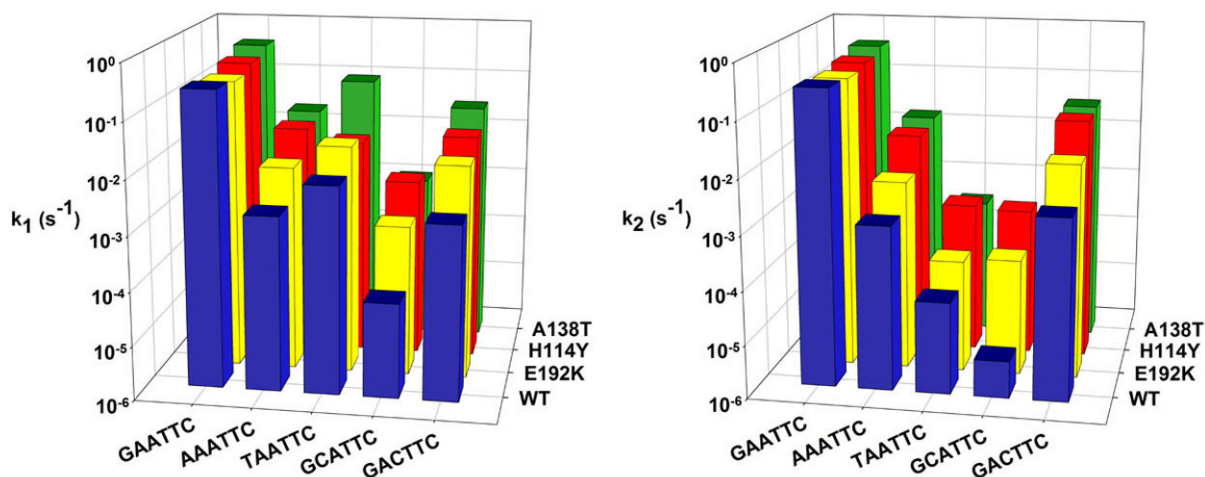 10⁰
10⁻¹
10⁻²
k₁ (s⁻¹)
10⁻³
10⁻⁴
10⁻⁵
10⁻⁶
A138T
H114Y
E192K
WT
GAATTC
AAATTC
TAATTC
GCATTC
GACTTC
10⁰
10⁻¹
10⁻²
k₂ (s⁻¹)
10⁻³
10⁻⁴
10⁻⁵
10⁻⁶
A138T
H114Y
E192K
WT
GAATTC
AAATTC
TAATTC
GCATTC
GACTTC